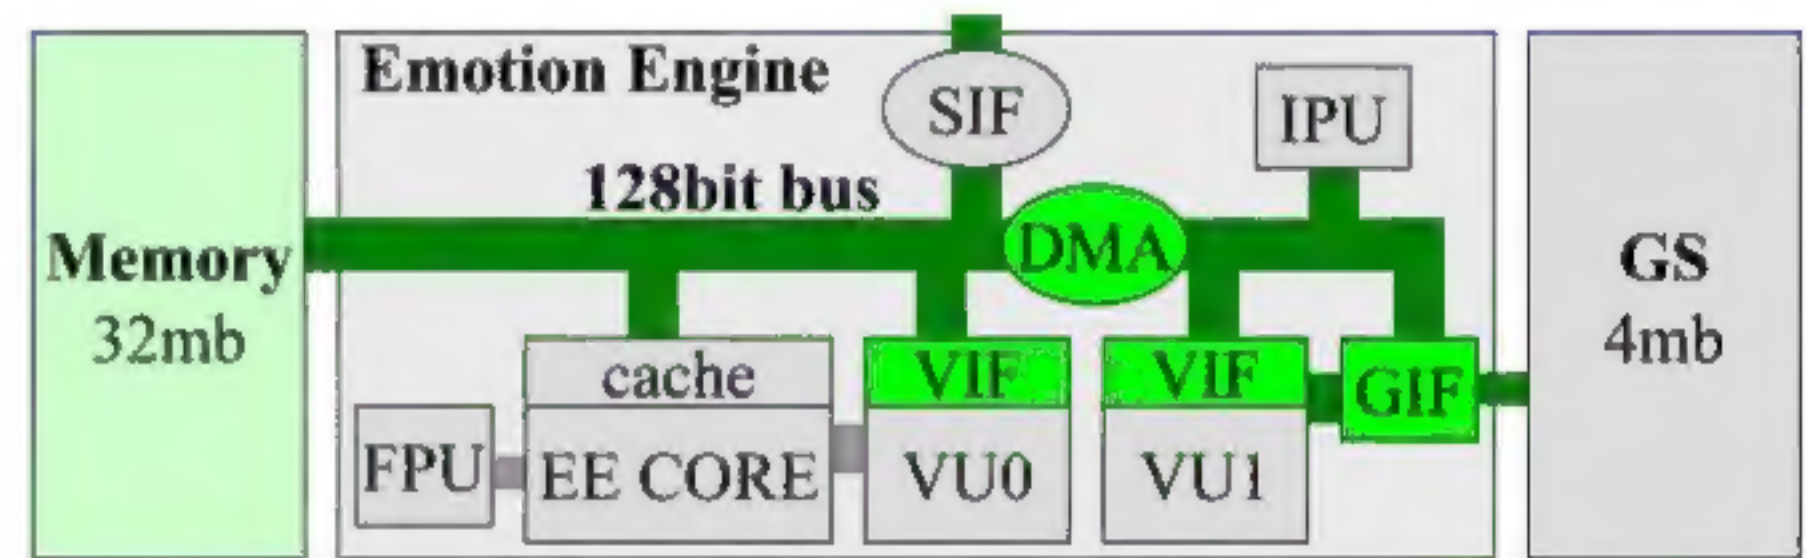 Emotion Engine
SIF
IPU
128bit bus
DMA
Memory
32mb
GS
4mb
cache
VIF
VIF
GIF
FPU
EE CORE
VU0
VU1